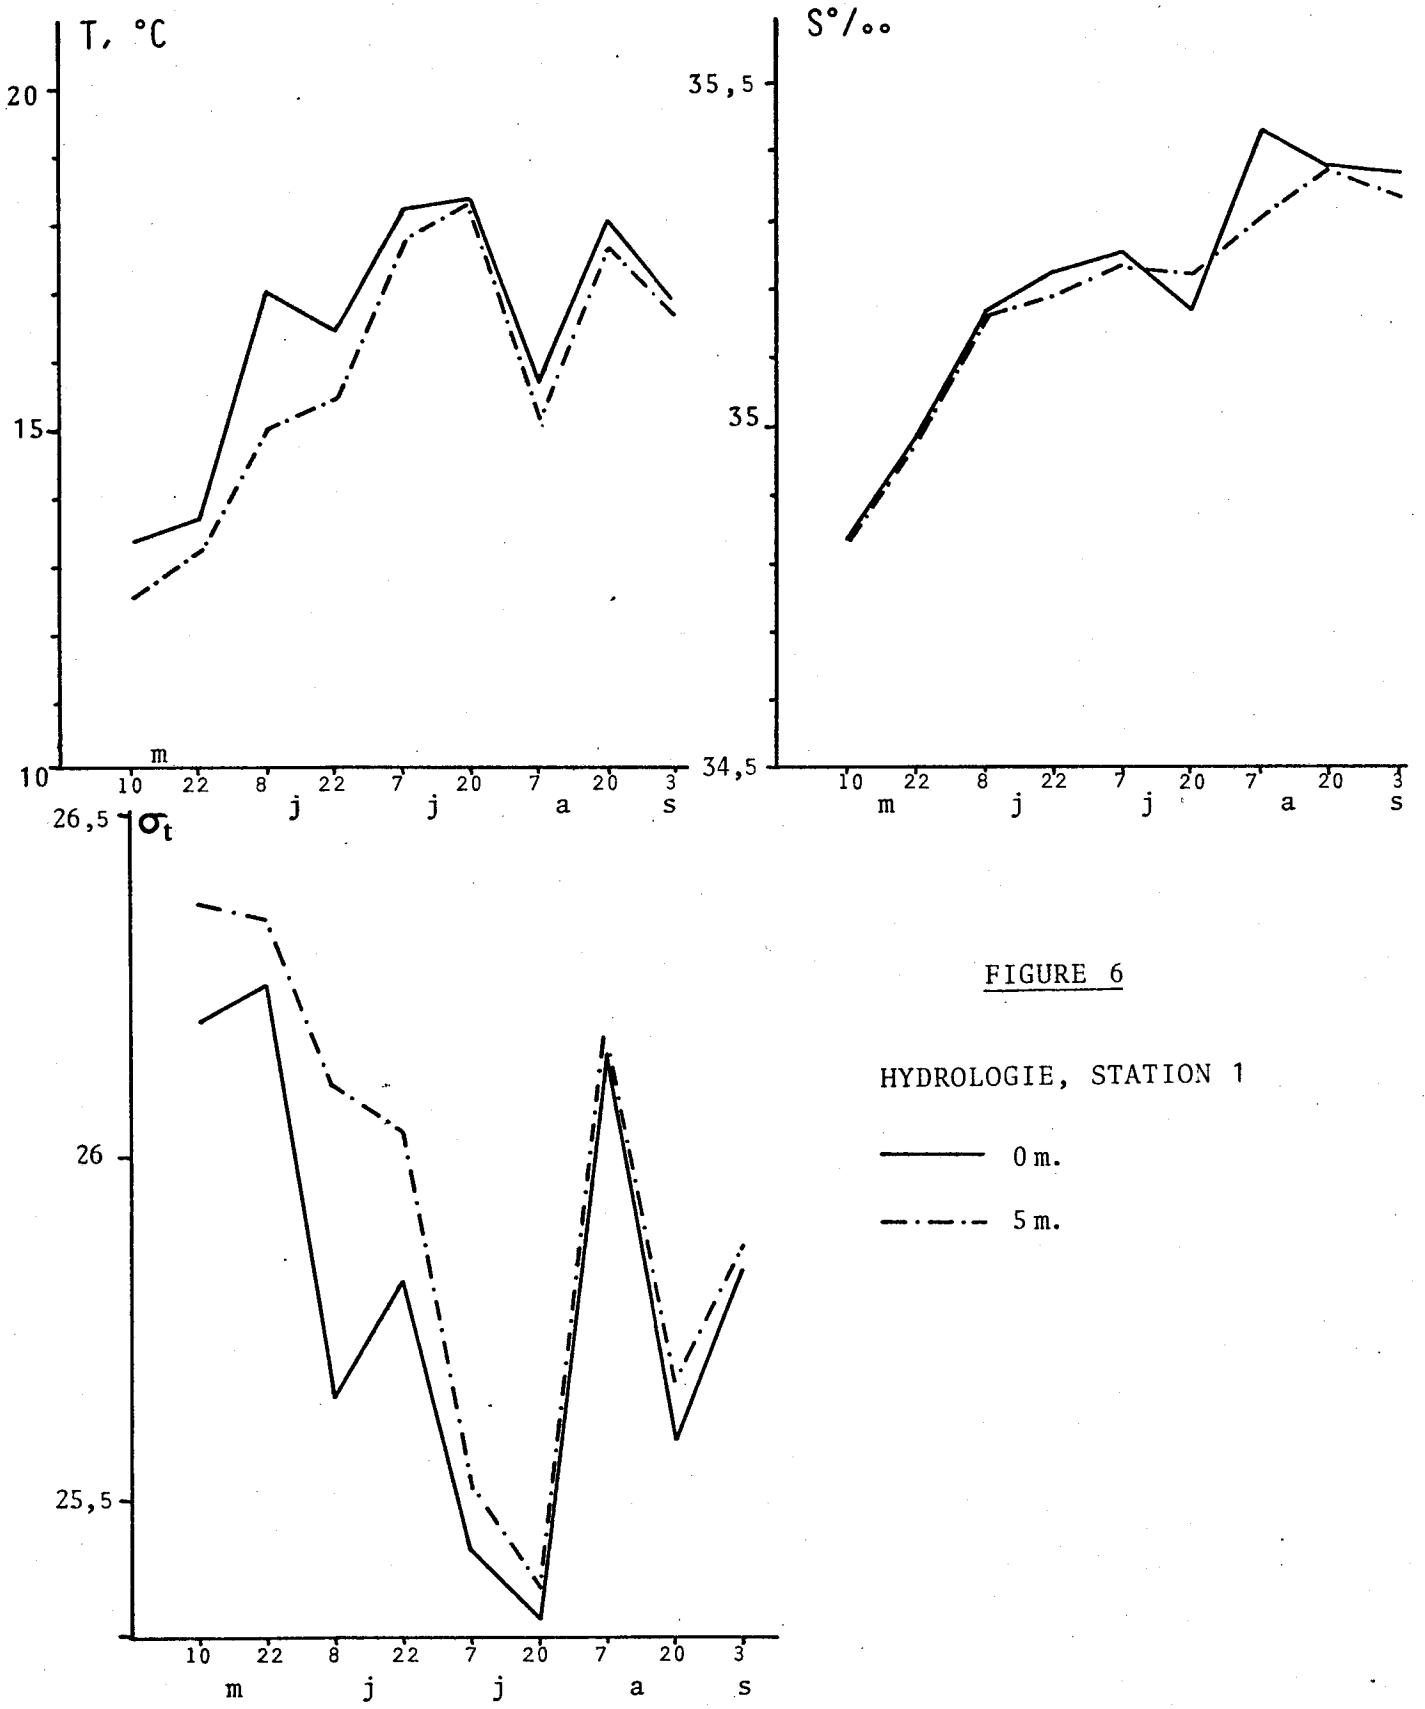 T, °C
20
15
10
m
10 22 8 22 7 20 7 20 3
j j a s
S°/oo
35,5
35
34,5
10 22 8 22 7 20 7 20 3
m j j a s
26,5
σt
26
25,5
10 22 8 22 7 20 7 20 3
m j j a s
FIGURE 6
HYDROLOGIE, STATION 1
0 m.
5 m.